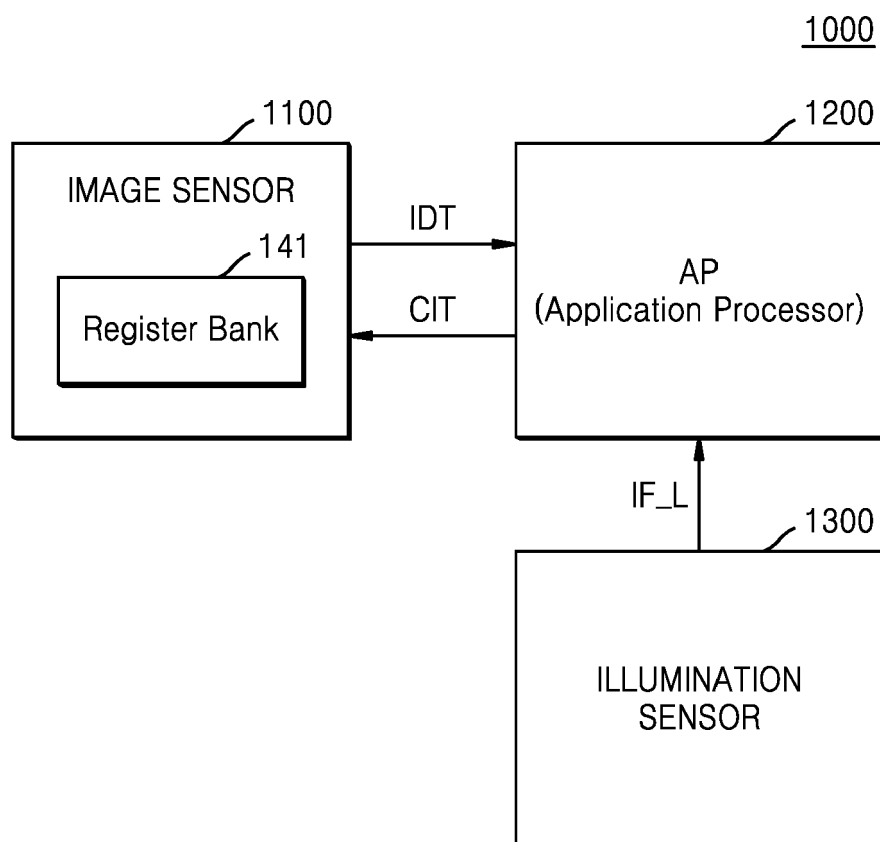 1000
1100
1200
IMAGE SENSOR
IDT
141
Register Bank
CIT
AP
(Application Processor)
IF_L
1300
ILLUMINATION
SENSOR